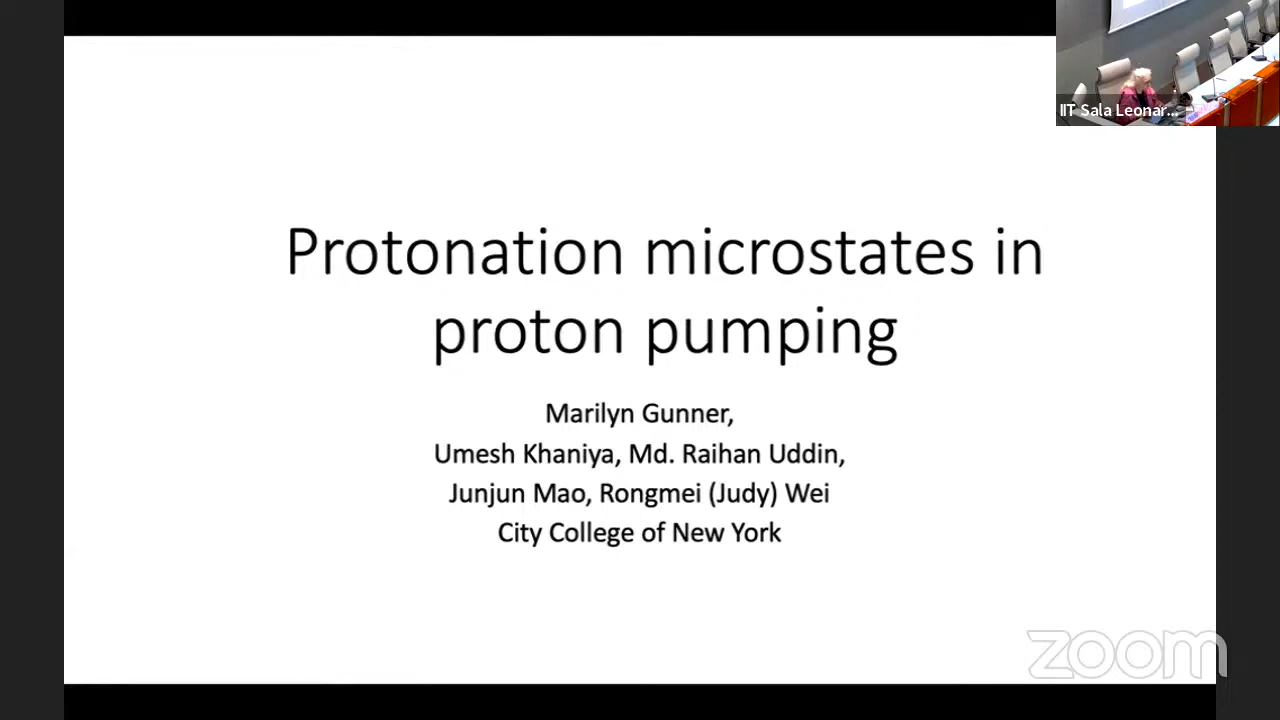 IIT Sala Leonar...
Protonation microstates in
proton pumping
Marilyn Gunner,
Umesh Khaniya, Md. Raihan Uddin,
Junjun Mao, Rongmei (Judy) Wei
City College of New York
zoom